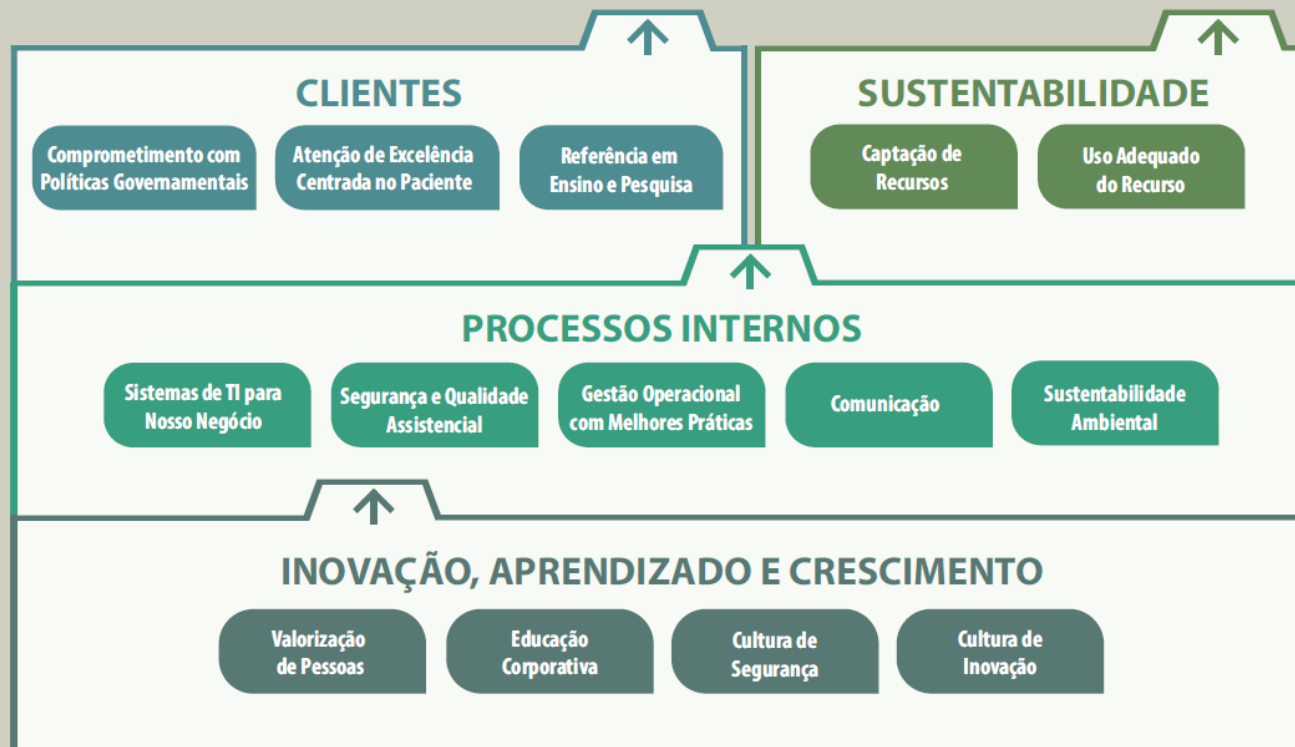 CLIENTES
Comprometimento com
Políticas Governamentais
Atenção de Excelência
Centrada no Paciente
Referência em
Ensino e Pesquisa
SUSTENTABILIDADE
Captação de
Recursos
Uso Adequado
do Recurso
PROCESSOS INTERNOS
Sistemas de TI para
Nosso Negócio
Segurança e Qualidade
Assistencial
Gestão Operacional
com Melhores Práticas
Comunicação
Sustentabilidade
Ambiental
INOVAÇÃO, APRENDIZADO E CRESCIMENTO
Valorização
de Pessoas
Educação
Corporativa
Cultura de
Segurança
Cultura de
Inovação